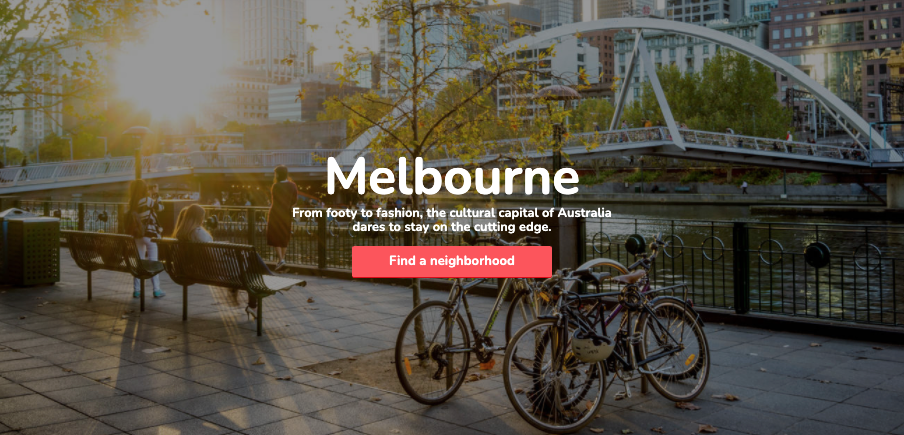 Melbourne
From footy to fashion, the cultural capital of Australia
dares to stay on the cutting edge.
Find a neighborhood